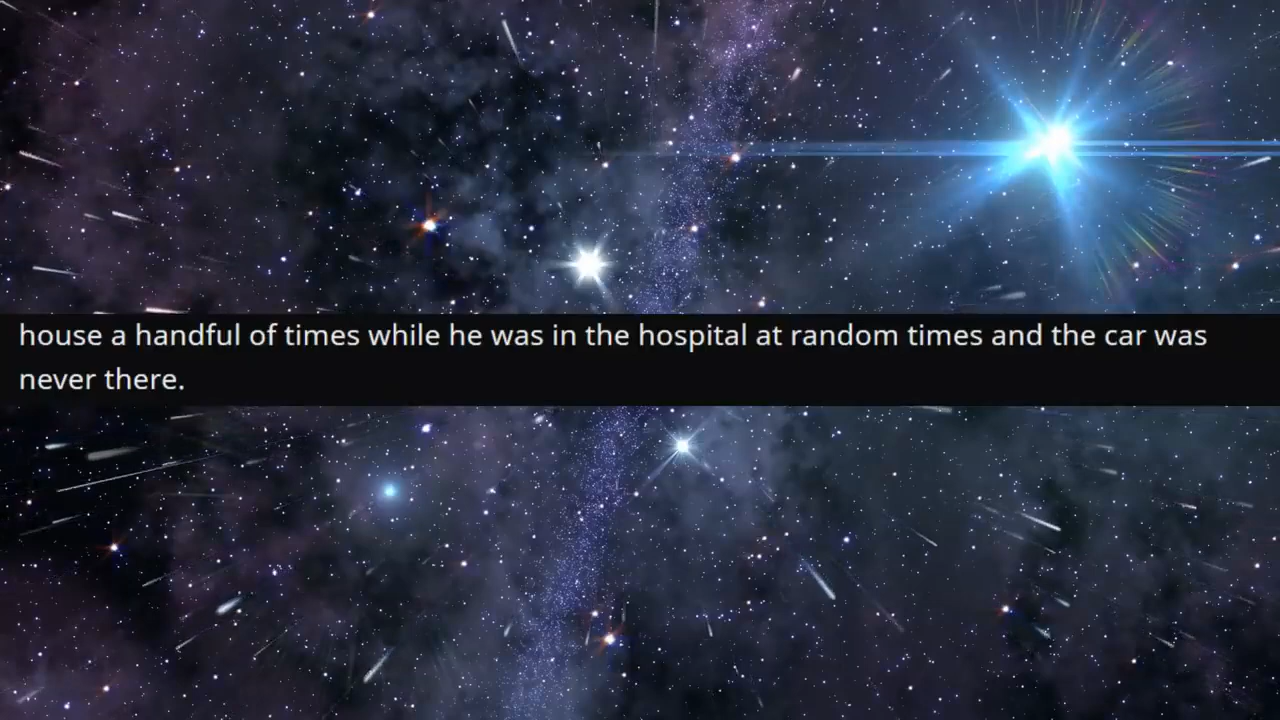 house a handful of times while he was in the hospital at random times and the car was
never there.